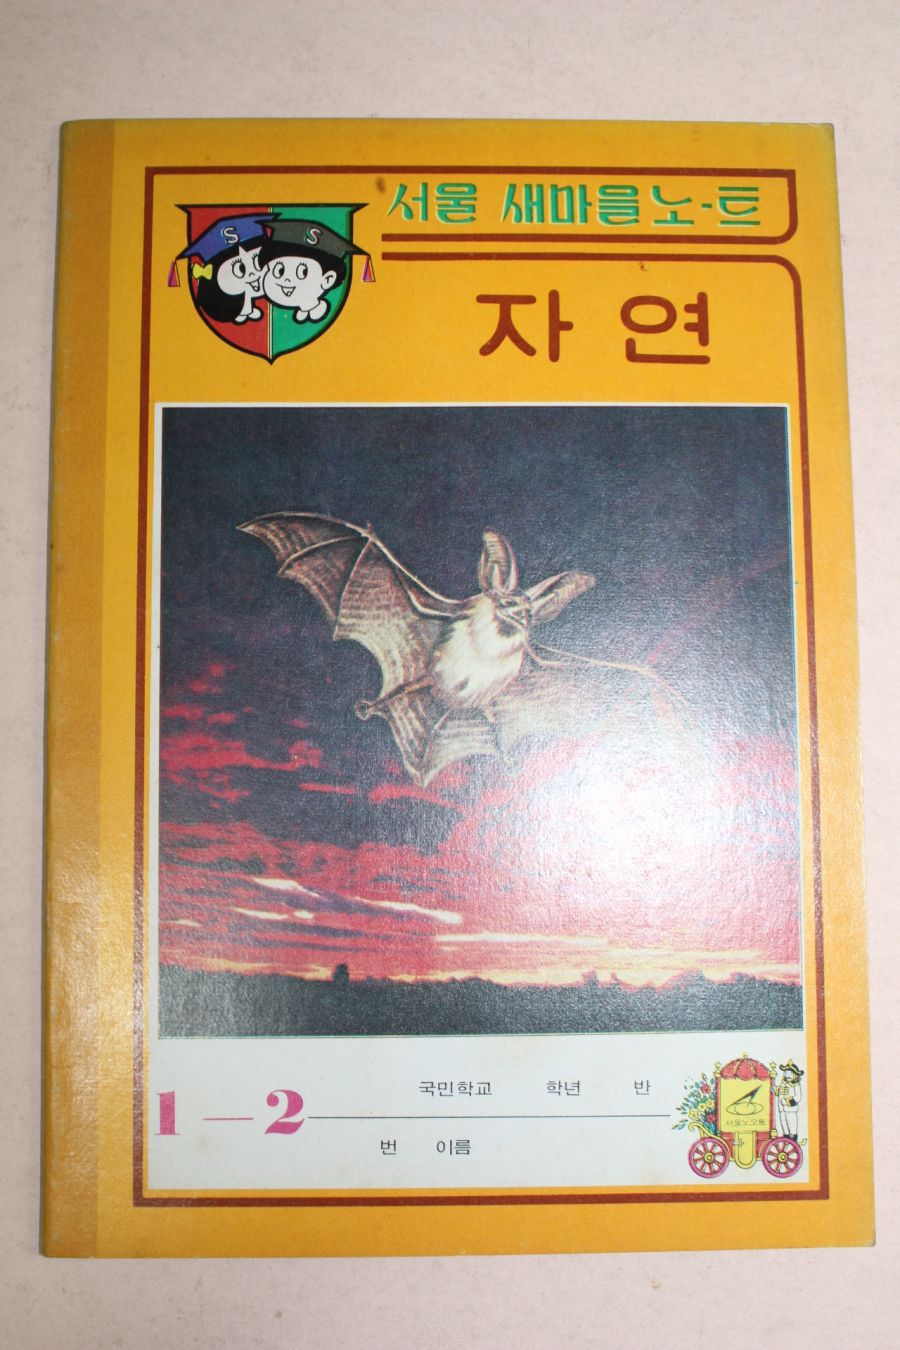 서울 새마을노-트
S S
자연
국민학교 학년 반
1-2
번 이름
서울노오트